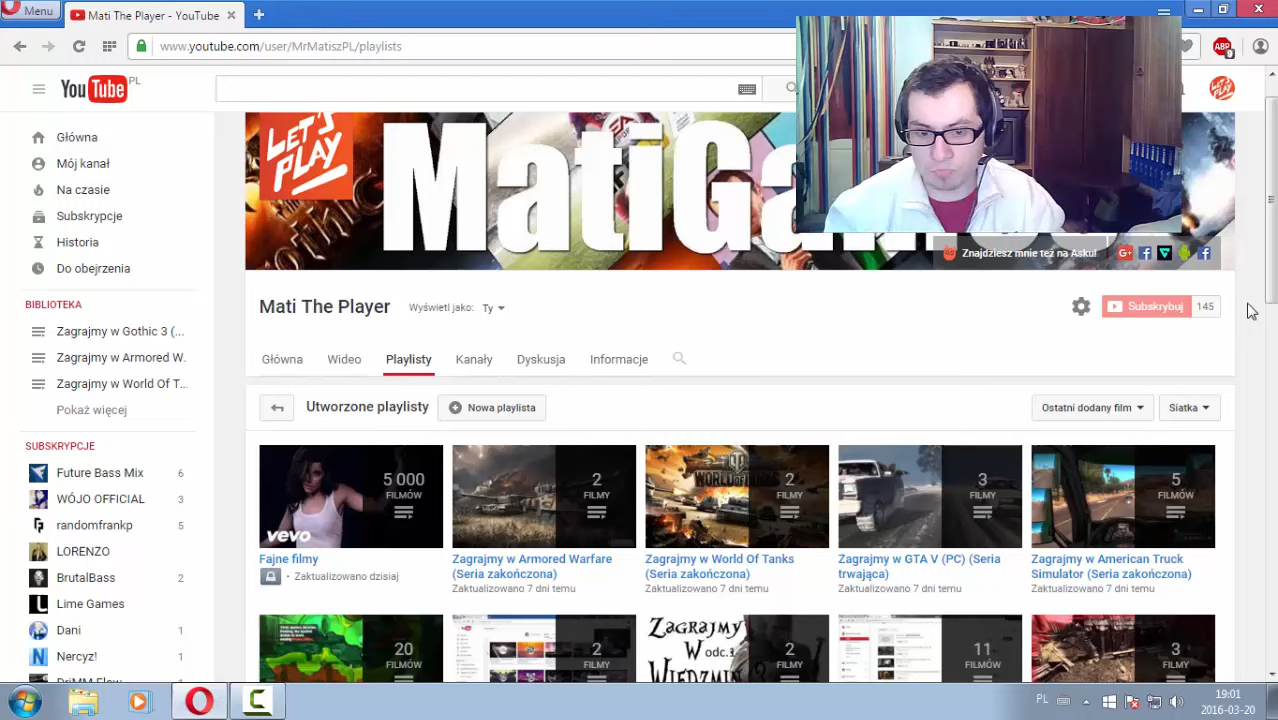 Menu
Mati The Player - YouTube
www.youtube.com/user/MrMatiszPL/playlists
ABP
9
YouTube PL
Główna
Mój kanał
Na czasie
Subskrypcje
Historia
Do obejrzenia
BIBLIOTEKA
Zagrajmy w Gothic 3 (...
Zagrajmy w Armored W...
Zagrajmy w World Of T...
Pokaż więcej
SUBSKRYPCJE
Future Bass Mix 6
WÓJO OFFICIAL 3
randomfrankp 5
LORENZO
BrutalBass 2
Lime Games
Dani
Nercyz! 1
LET'S
PLAY
MatiGa
Znajdziesz mnie też na Asku!
Mati The Player
Wyświetl jako: Ty
Subskrybuj 145
Główna Wideo Playlisty Kanały Dyskusja Informacje
Utworzone playlisty
Nowa playlista
Ostatni dodany film
Siatka
5 000
FILMÓW
vevo
Fajne filmy
Zaktualizowano dzisiaj
2
FILMY
Zagrajmy w Armored Warfare
(Seria zakończona)
Zaktualizowano 7 dni temu
WORLD OF TANKS
2
FILMY
Zagrajmy w World Of Tanks
(Seria zakończona)
Zaktualizowano 7 dni temu
3
FILMY
Zagrajmy w GTA V (PC) (Seria
trwająca)
Zaktualizowano 7 dni temu
5
FILMÓW
Zagrajmy w American Truck
Simulator (Seria zakończona)
Zaktualizowano 7 dni temu
20
FILMÓW
2
FILMY
Zagrajmy
W odc.1
WIEDŹMIN
2
FILMY
11
FILMÓW
3
FILMY
PL
19:01
2016-03-20